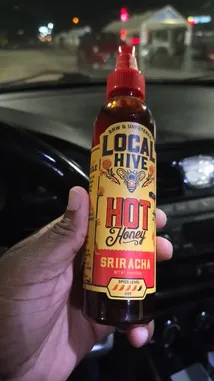 RAW & UNFILTERED
LOCAL
HIVE
HOT
Honey
SRIRACHA
SPICE LEVEL